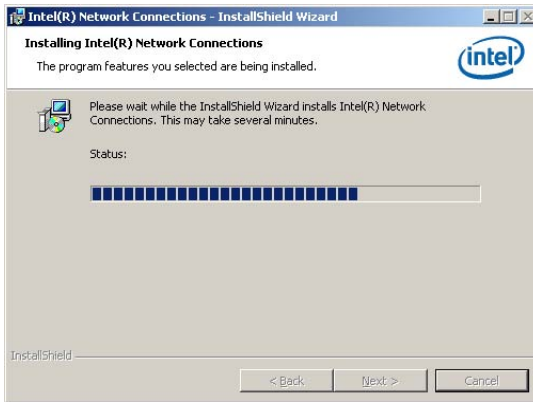 Intel(R) Network Connections - InstallShield Wizard
Installing Intel(R) Network Connections
The program features you selected are being installed.
intel
Please wait while the InstallShield Wizard installs Intel(R) Network
Connections. This may take several minutes.
Status:
InstallShield
< Back
Next >
Cancel